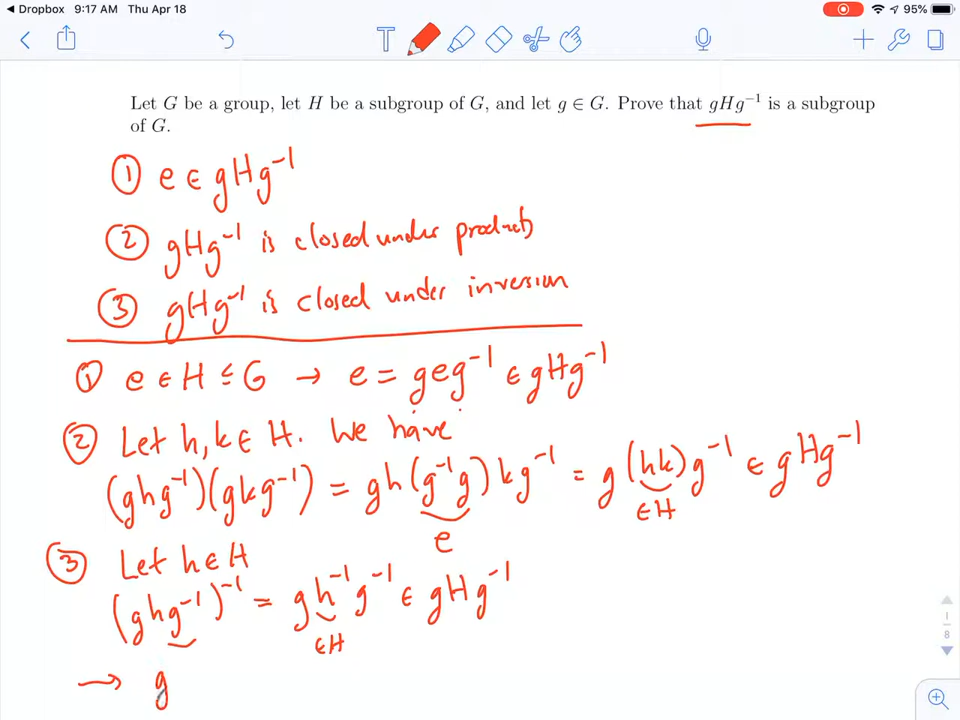 Dropbox 9:17 AM Thu Apr 18 95%
T
Let G be a group, let H be a subgroup of G, and let g ∈ G. Prove that gHg⁻¹ is a subgroup
of G.
① e ∈ gHg⁻¹
② gHg⁻¹ is closed under products
③ gHg⁻¹ is closed under inversion
① e ∈ H ≤ G → e = geg⁻¹ ∈ gHg⁻¹
② Let h, k ∈ H. We have
(ghg⁻¹)(gkg⁻¹) = gh(g⁻¹g)kg⁻¹ = g(hk)g⁻¹ ∈ gHg⁻¹
e ∈H
③ Let h ∈ H
(ghg⁻¹)⁻¹ = gh⁻¹g⁻¹ ∈ gHg⁻¹
∈H
→ g
1
8